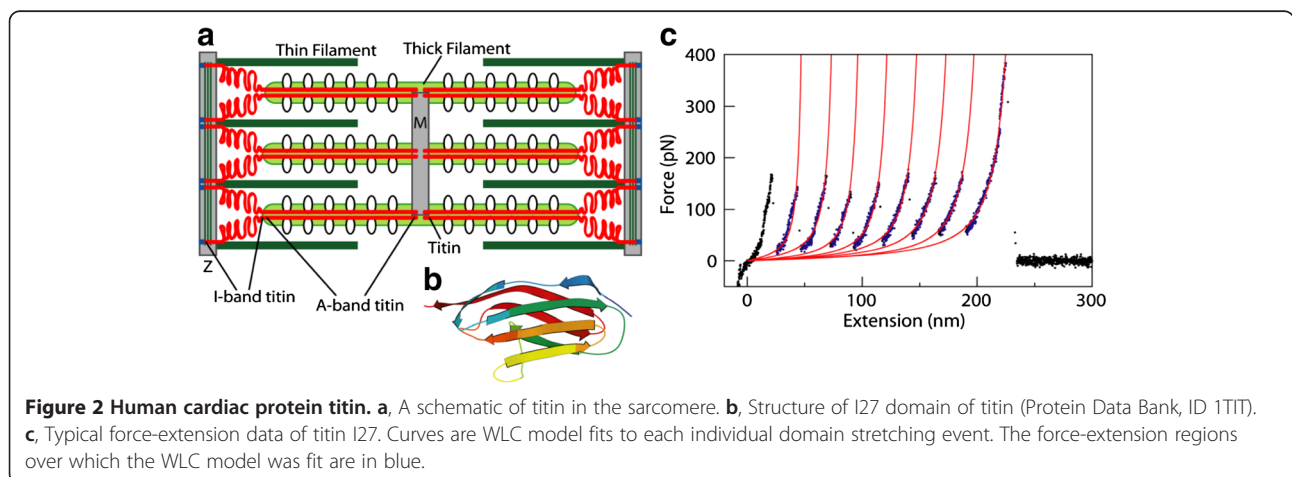 a
Thin Filament
Thick Filament
M
Z
Titin
I-band titin
A-band titin
b
c
400
300
200
100
0
Force (pN)
0
100
200
300
Extension (nm)
Figure 2 Human cardiac protein titin. a, A schematic of titin in the sarcomere. b, Structure of I27 domain of titin (Protein Data Bank, ID 1TIT).
c, Typical force-extension data of titin I27. Curves are WLC model fits to each individual domain stretching event. The force-extension regions
over which the WLC model was fit are in blue.